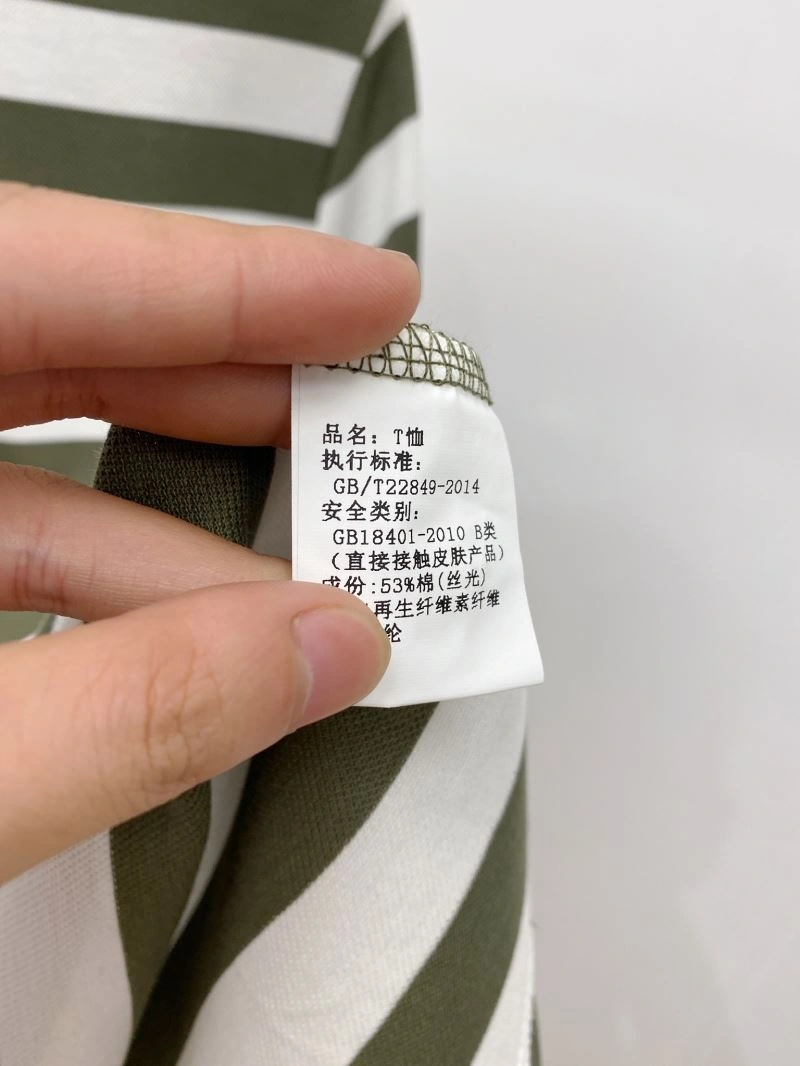 品名：T恤
执行标准：
GB/T22849-2014
安全类别：
GB18401-2010 B类
（直接接触皮肤产品）
成份:53%棉(丝光)
再生纤维素纤维
纶